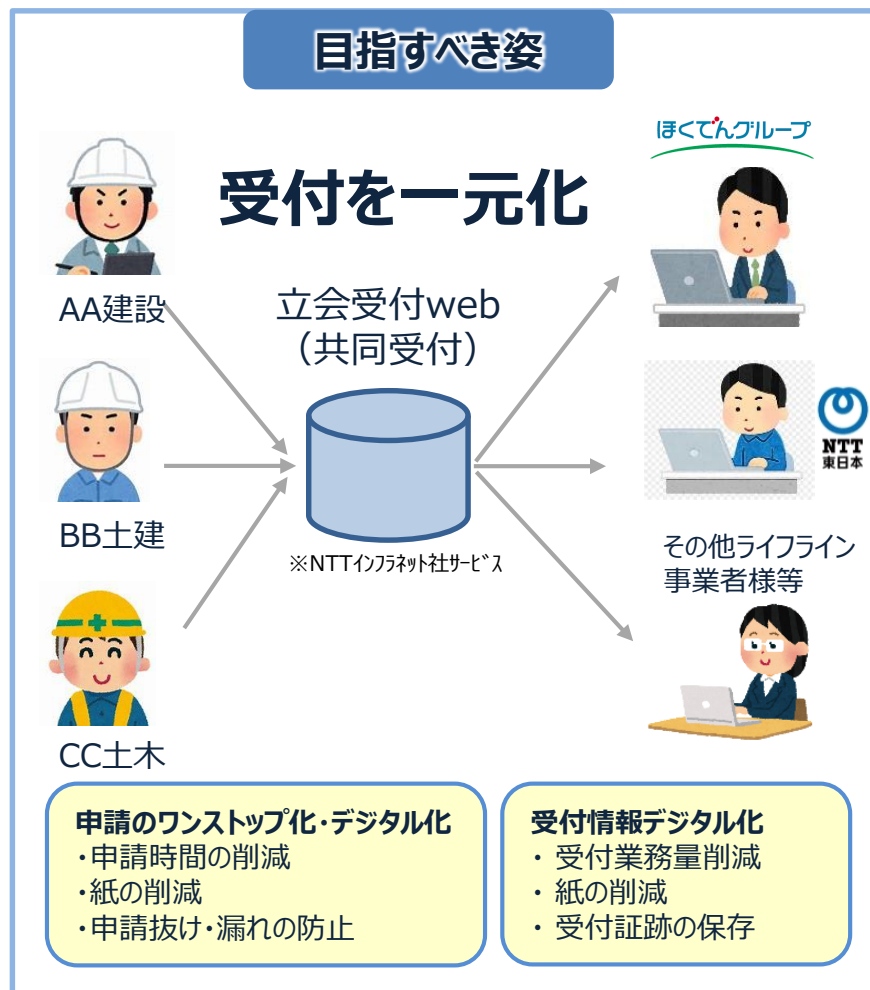 目指すべき姿
ほくでんグループ
受付を一元化
AA建設
立会受付web
（共同受付）
NTT
東日本
BB土建
※NTTインフラネット社サービス
その他ライフライン
事業者様等
CC土木
申請のワンストップ化・デジタル化
・申請時間の削減
・紙の削減
・申請抜け・漏れの防止
受付情報デジタル化
・ 受付業務量削減
・ 紙の削減
・ 受付証跡の保存